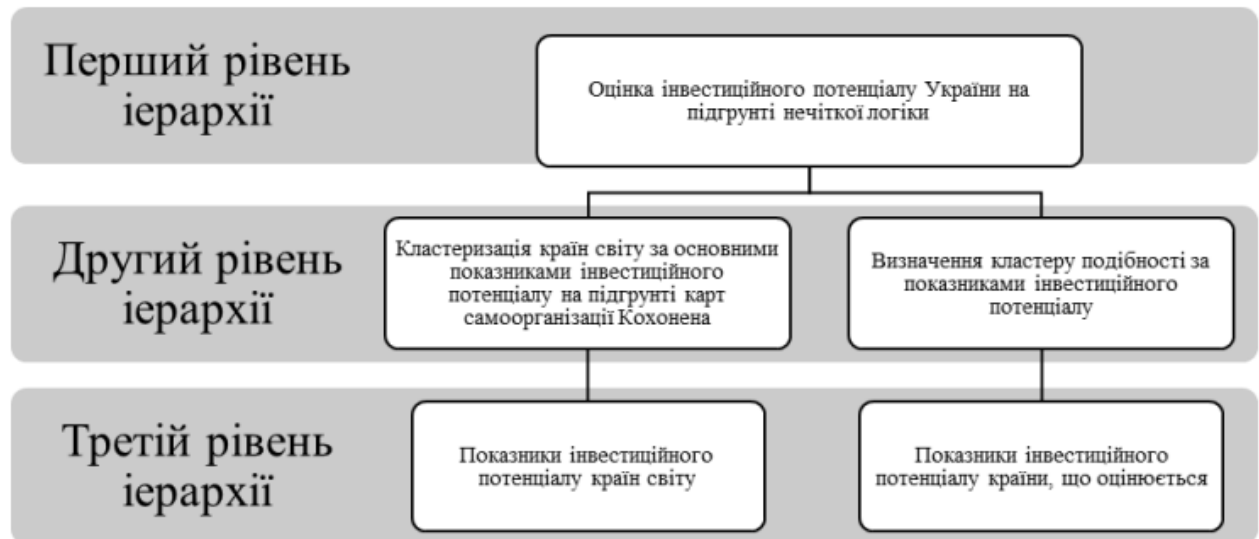 Перший рівень
ієрархії
Оцінка інвестиційного потенціалу України на
підгрунті нечіткої логіки
Другий рівень
ієрархії
Кластеризація країн світу за основними
показниками інвестиційного
потенціалу на підгрунті карт
самоорганізації Кохонена
Визначення кластеру подібності за
показниками інвестиційного
потенціалу
Третій рівень
ієрархії
Показники інвестиційного
потенціалу країн світу
Показники інвестиційного
потенціалу країни, що оцінюється